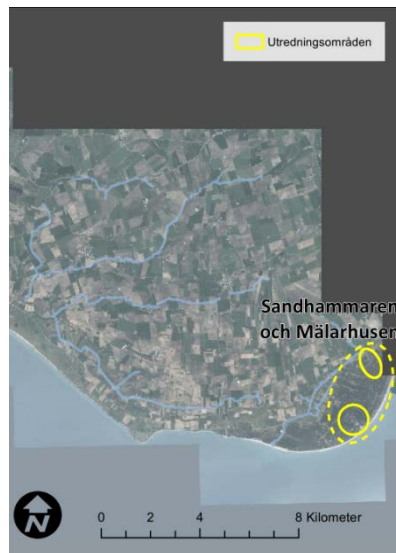 Utredningsområden
Sandhammaren
och Mälarhusen
N
0 2 4 8 Kilometer